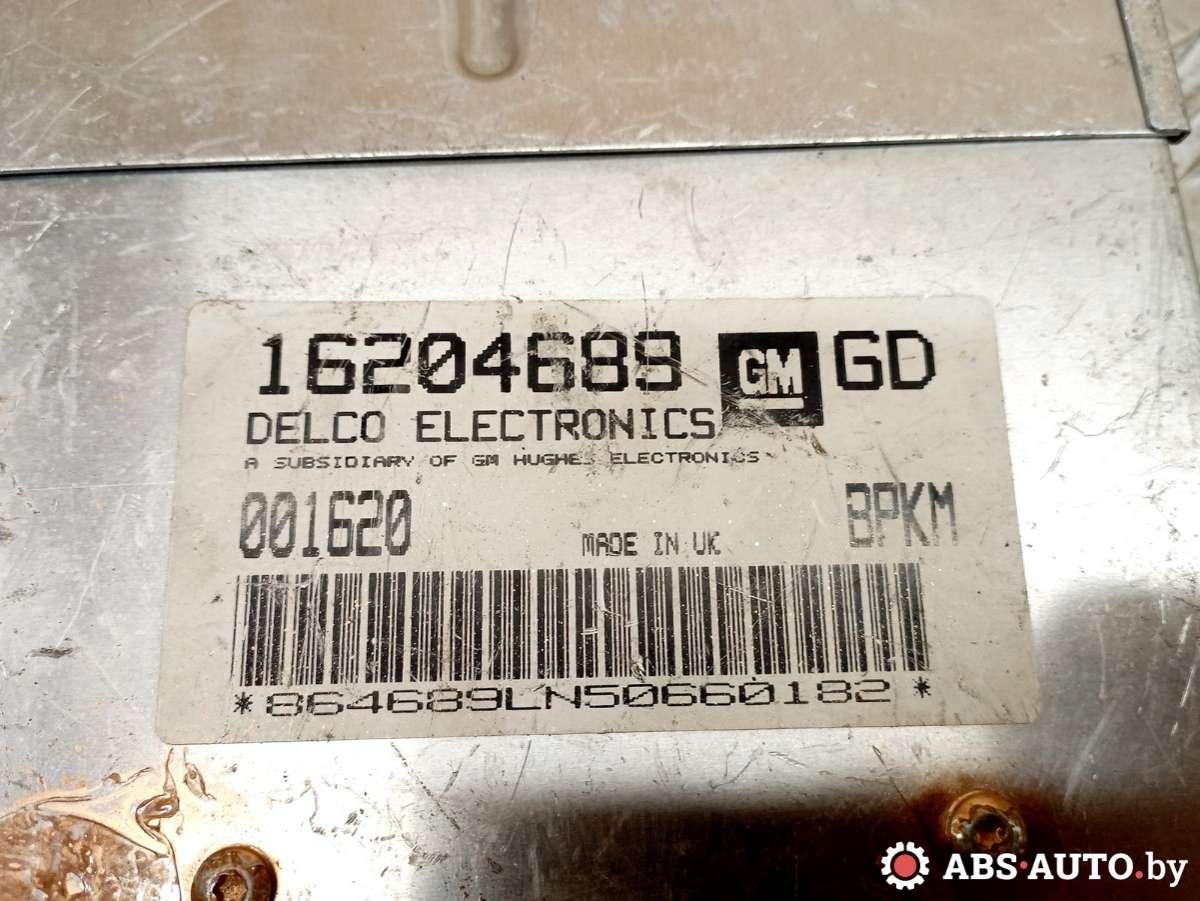 16204689 GM GD
DELCO ELECTRONICS
A SUBSIDIARY OF GM HUGHES ELECTRONICS
001620 MADE IN UK BPKM
*864689LN50660182*
ABS·AUTO.by